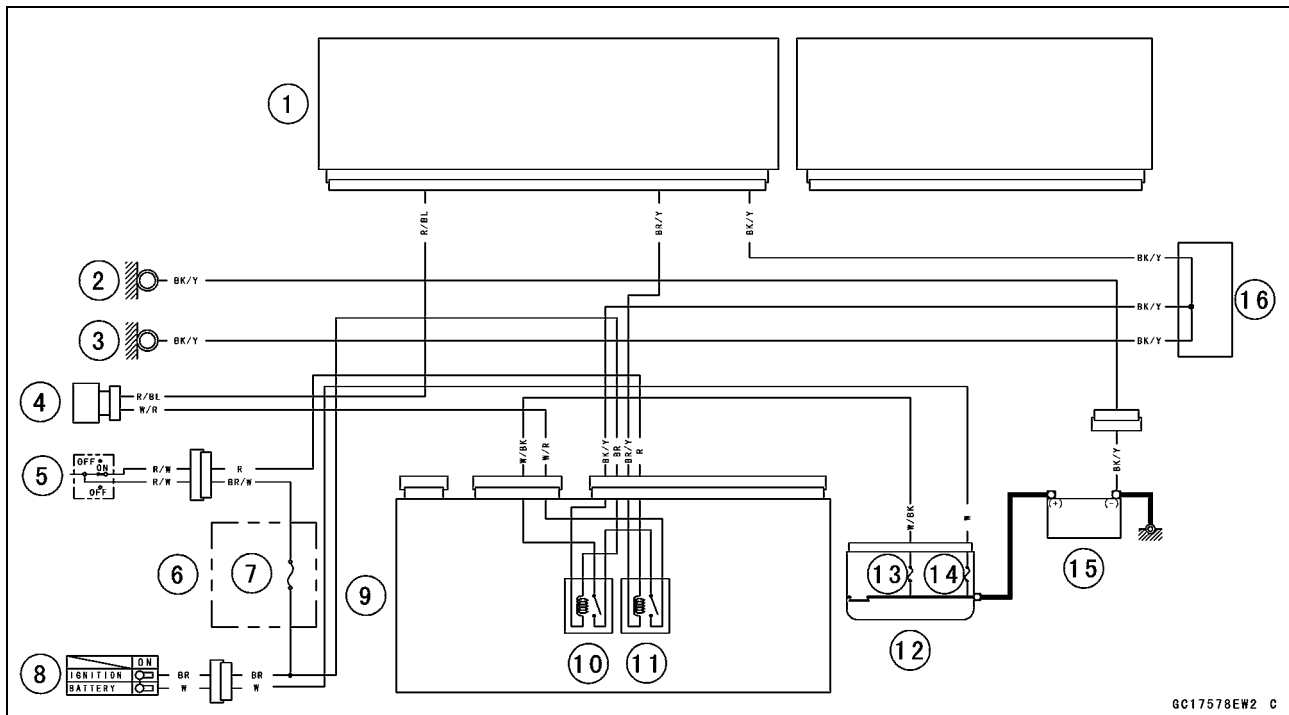 1
R/BL
BR/Y
BK/Y
2
BK/Y
BK/Y
3
BK/Y
BK/Y
BK/Y
16
4
R/BL
W/R
5
OFF
ON
OFF
R/W
R
R/W
BR/W
W/BK
W/R
BK/Y
BR
BR/Y
R
BK/Y
6
7
8
ON
IGNITION
BATTERY
BR
BR
W
W
9
10
11
W/BK
W
13
14
12
(+)
(-)
15
GC17578EW2 C